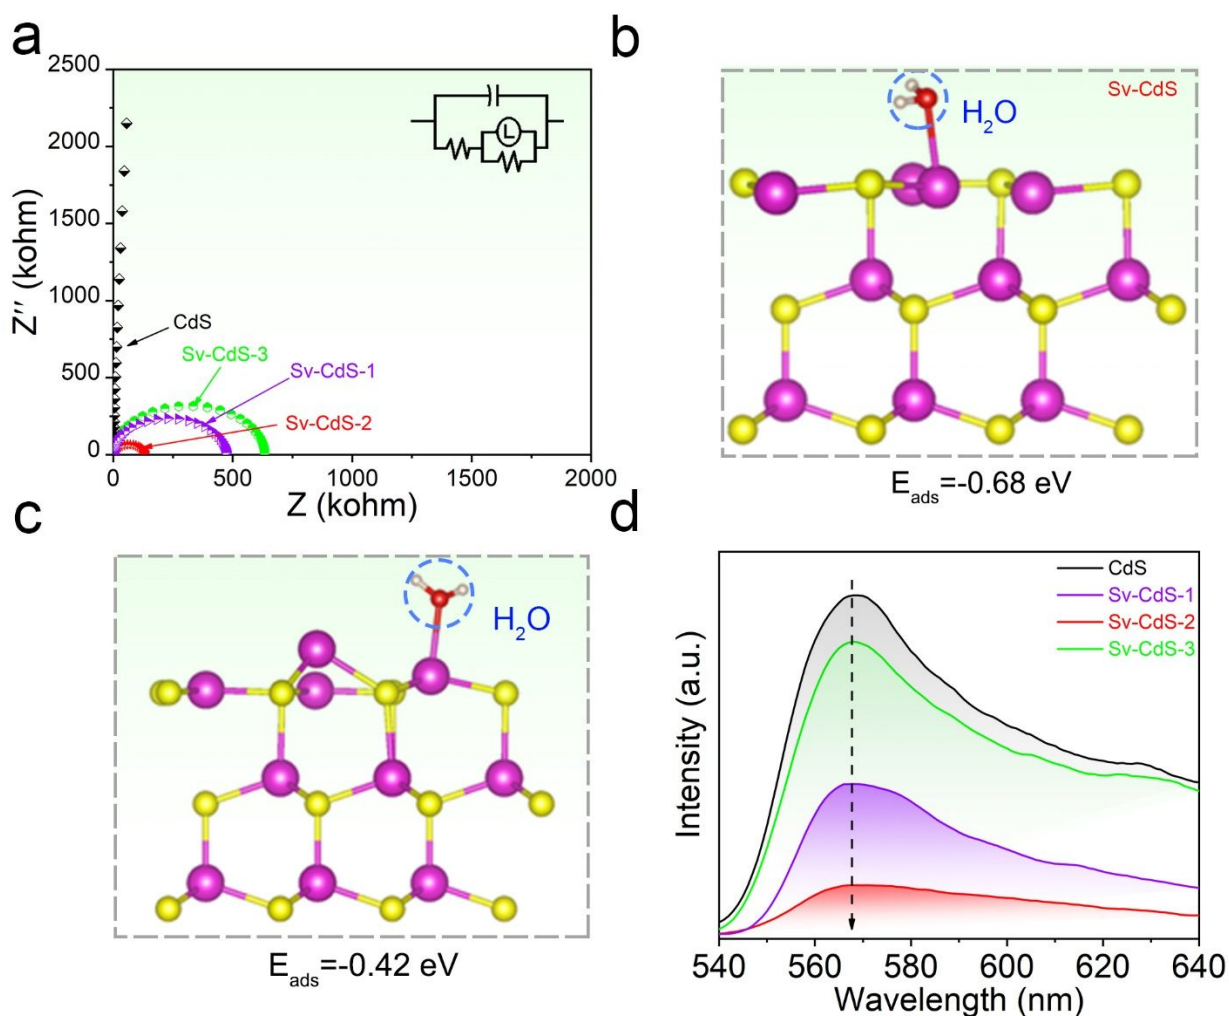 a
2500
2000
1500
1000
500
0
Z'' (kohm)
L
CdS
Sv-CdS-3
Sv-CdS-1
Sv-CdS-2
0 500 1000 1500 2000
Z (kohm)
b
Sv-CdS
H₂O
E_ads=-0.68 eV
c
H₂O
E_ads=-0.42 eV
d
CdS
Sv-CdS-1
Sv-CdS-2
Sv-CdS-3
Intensity (a.u.)
540 560 580 600 620 640
Wavelength (nm)